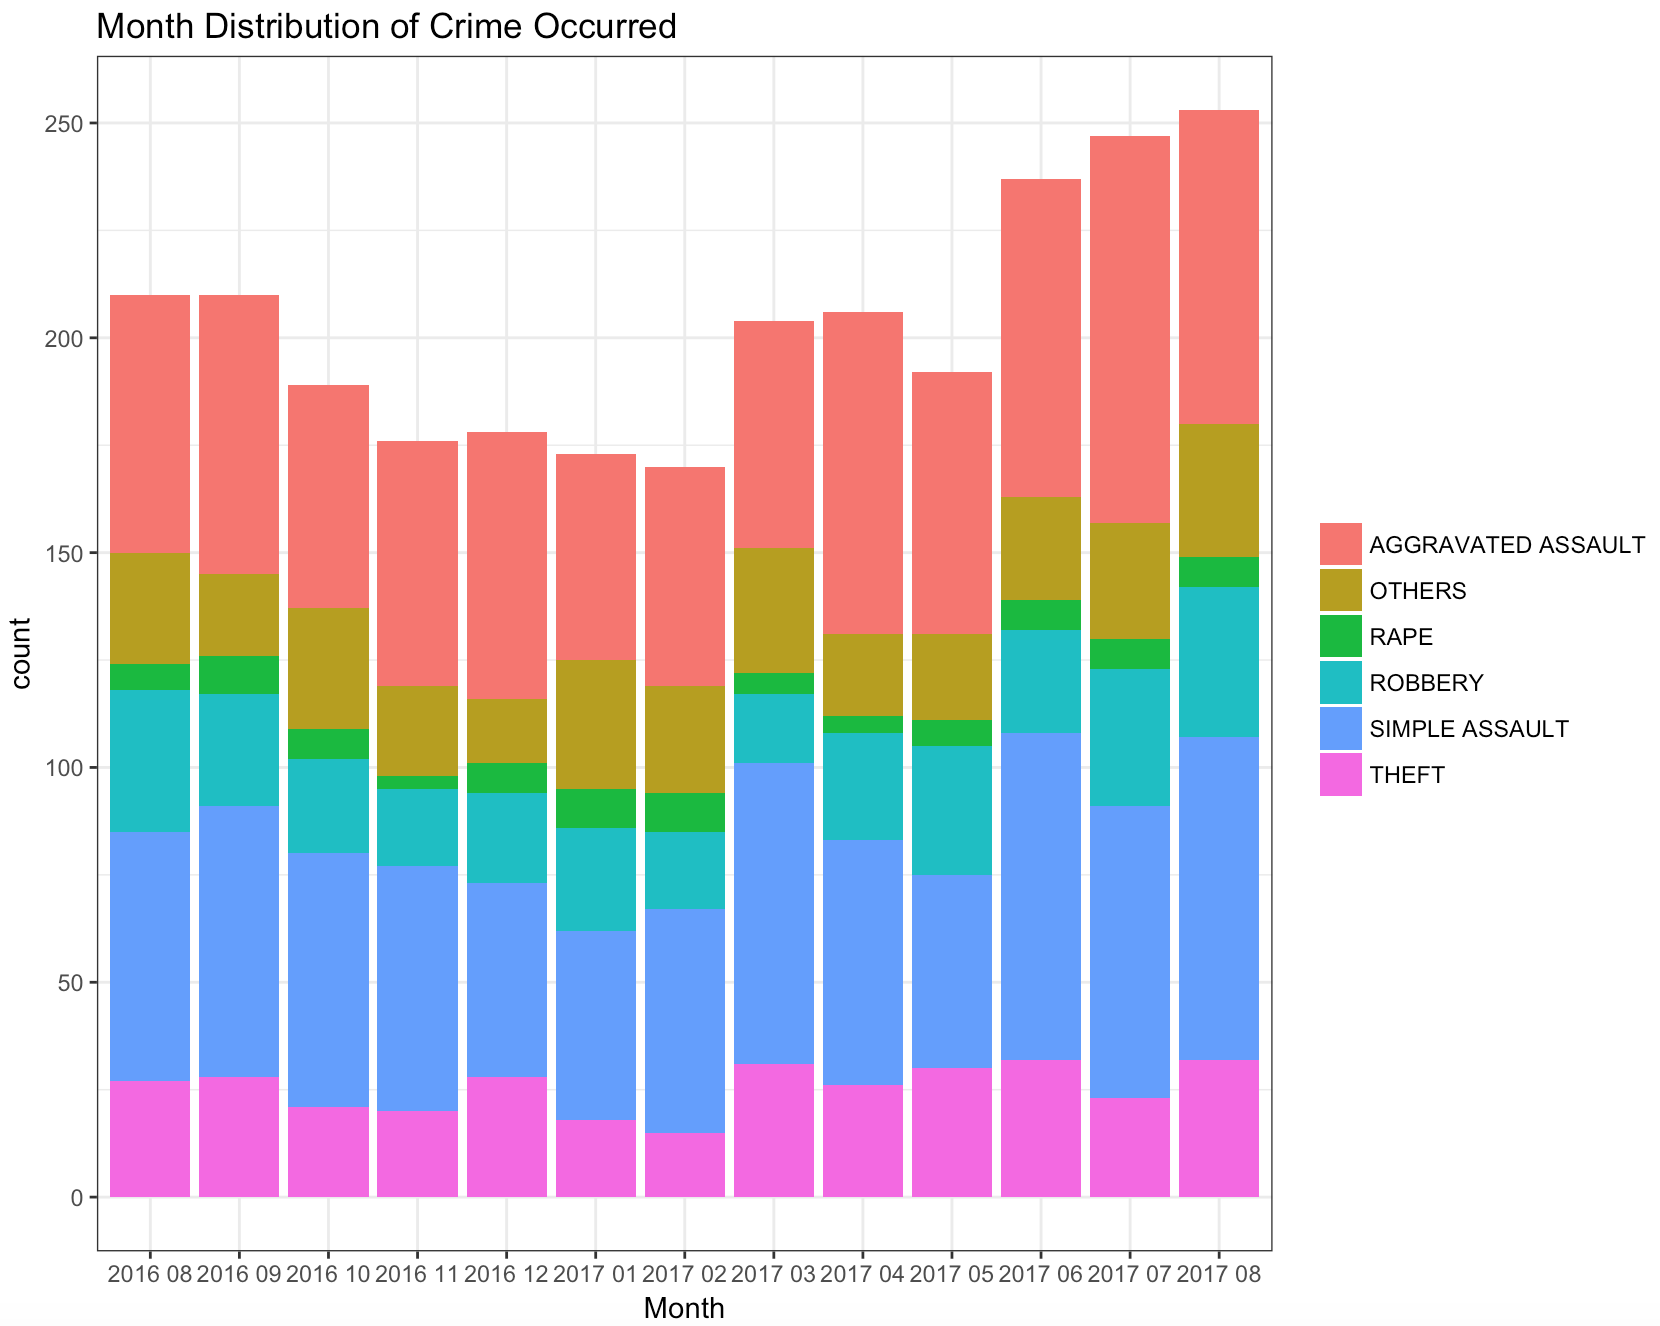 Month Distribution of Crime Occurred
count
250
200
150
100
50
0
2016 08 2016 09 2016 10 2016 11 2016 12 2017 01 2017 02 2017 03 2017 04 2017 05 2017 06 2017 07 2017 08
Month
AGGRAVATED ASSAULT
OTHERS
RAPE
ROBBERY
SIMPLE ASSAULT
THEFT